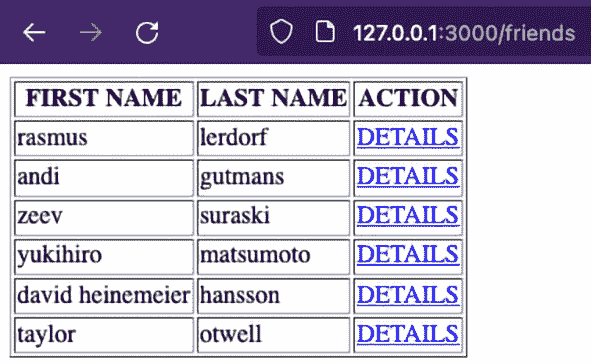 127.0.0.1:3000/friends
FIRST NAME LAST NAME ACTION
rasmus lerdorf DETAILS
andi gutmans DETAILS
zeev suraski DETAILS
yukihiro matsumoto DETAILS
david heinemeier hansson DETAILS
taylor otwell DETAILS